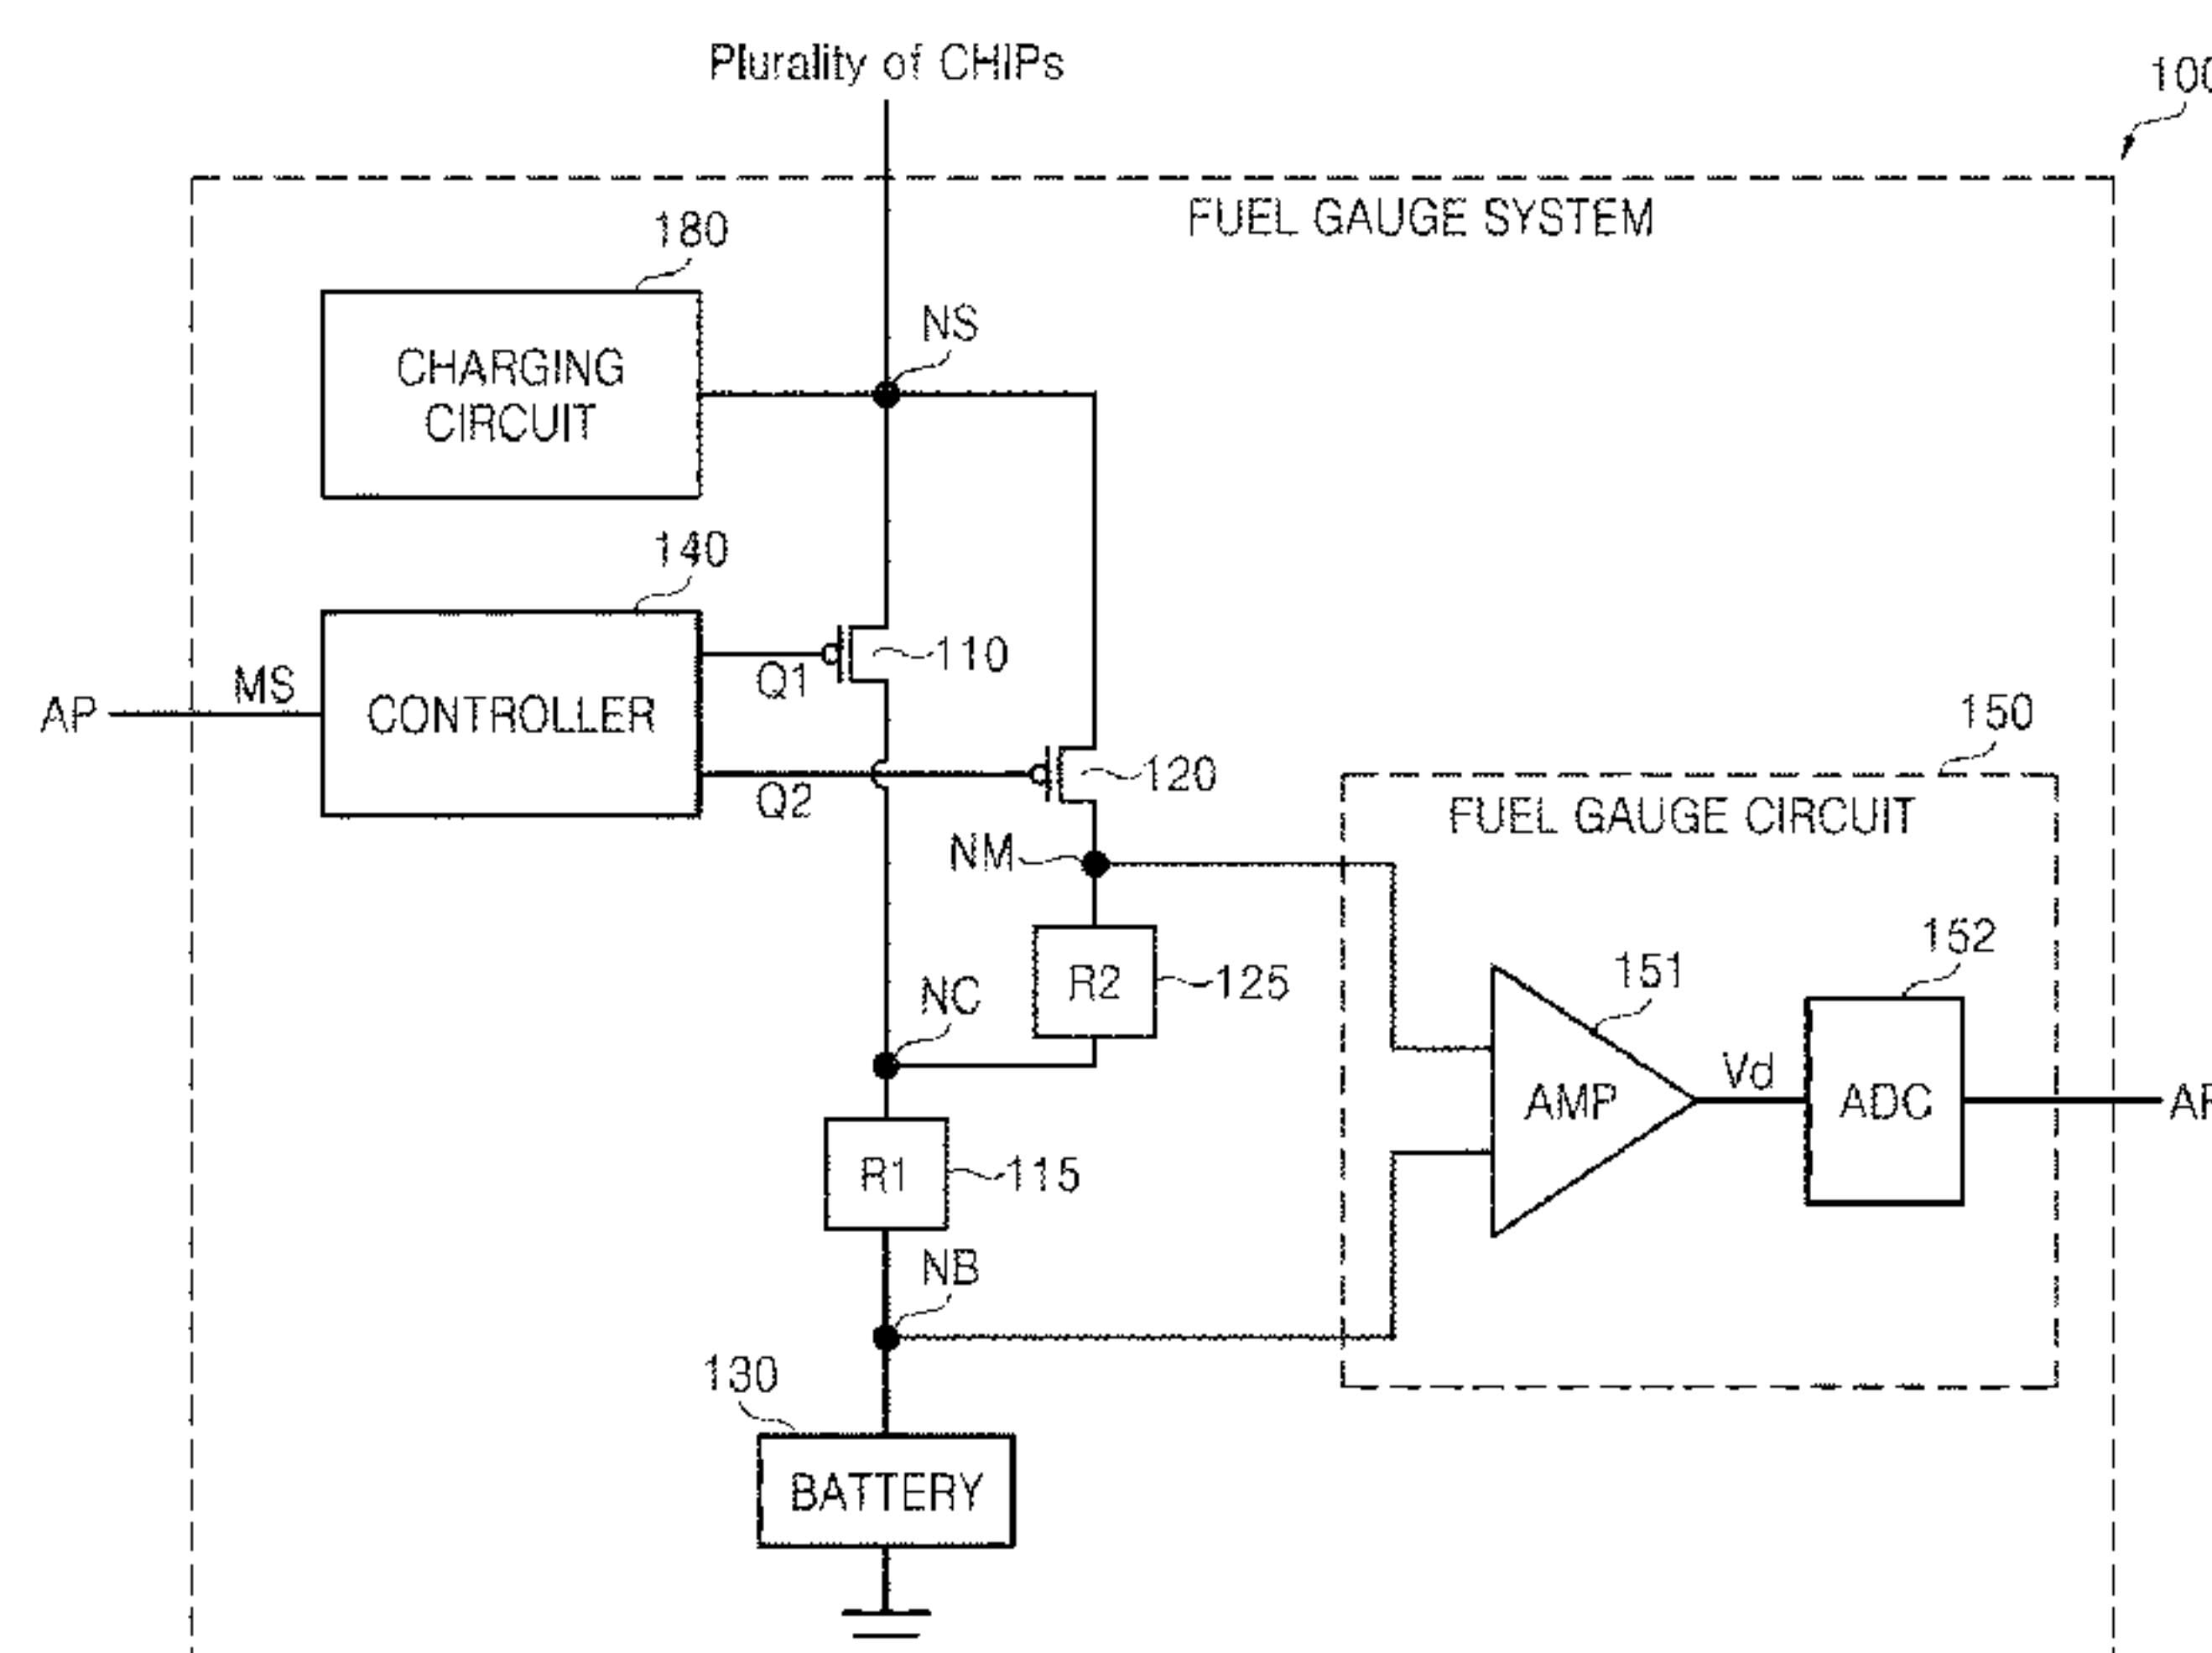 Plurality of CHIPs
100
FUEL GAUGE SYSTEM
180
CHARGING
CIRCUIT
NS
140
CONTROLLER
AP
MS
Q1
110
Q2
120
150
FUEL GAUGE CIRCUIT
NM
R2
125
NC
151
152
AMP
Vd
ADC
AP
R1
115
NB
130
BATTERY